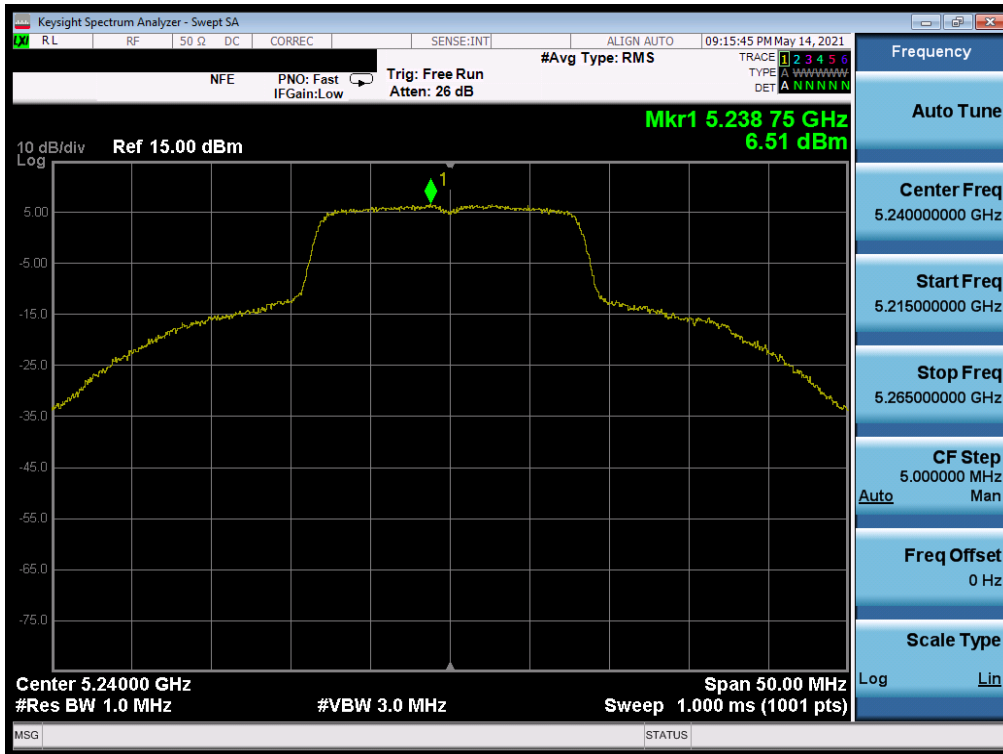 Keysight Spectrum Analyzer - Swept SA
LXI RL RF 50 Ω DC CORREC SENSE:INT ALIGN AUTO 09:15:45 PM May 14, 2021
#Avg Type: RMS TRACE 1 2 3 4 5 6
NFE PNO: Fast Trig: Free Run TYPE A WWWWW
IFGain:Low Atten: 26 dB DET A N N N N N
Mkr1 5.238 75 GHz
6.51 dBm
10 dB/div Ref 15.00 dBm
Log
1
5.00
-5.00
-15.0
-25.0
-35.0
-45.0
-55.0
-65.0
-75.0
Center 5.24000 GHz Span 50.00 MHz
#Res BW 1.0 MHz #VBW 3.0 MHz Sweep 1.000 ms (1001 pts)
MSG STATUS
Frequency
Auto Tune
Center Freq
5.240000000 GHz
Start Freq
5.215000000 GHz
Stop Freq
5.265000000 GHz
CF Step
5.000000 MHz
Auto Man
Freq Offset
0 Hz
Scale Type
Log Lin